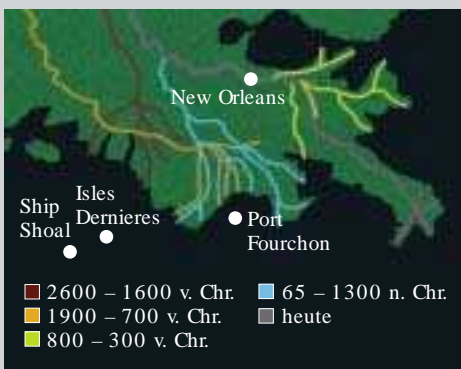 New Orleans
Isles
Dernieres
Ship
Shoal
Port
Fourchon
2600 – 1600 v. Chr.
1900 – 700 v. Chr.
800 – 300 v. Chr.
65 – 1300 n. Chr.
heute